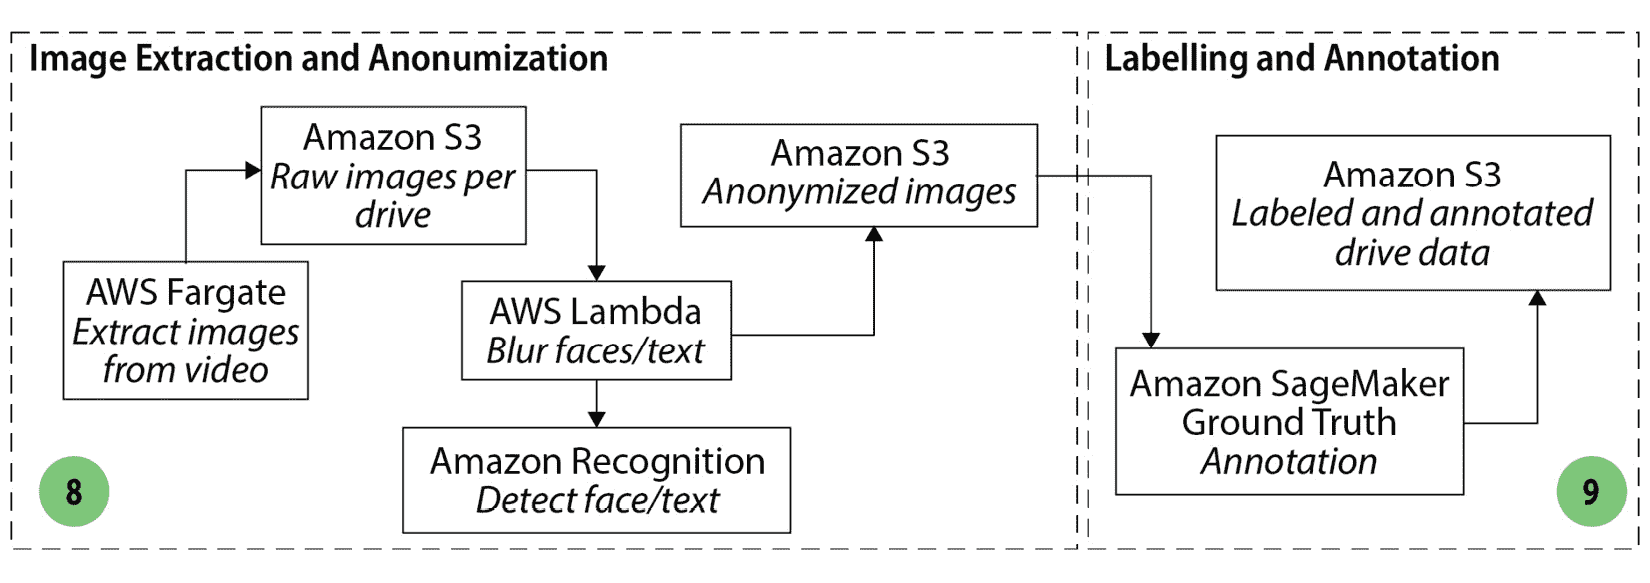 Image Extraction and Anonumization
Amazon S3
Raw images per
drive
AWS Fargate
Extract images
from video
AWS Lambda
Blur faces/text
Amazon Recognition
Detect face/text
Amazon S3
Anonymized images
8
Labelling and Annotation
Amazon S3
Labeled and annotated
drive data
Amazon SageMaker
Ground Truth
Annotation
9